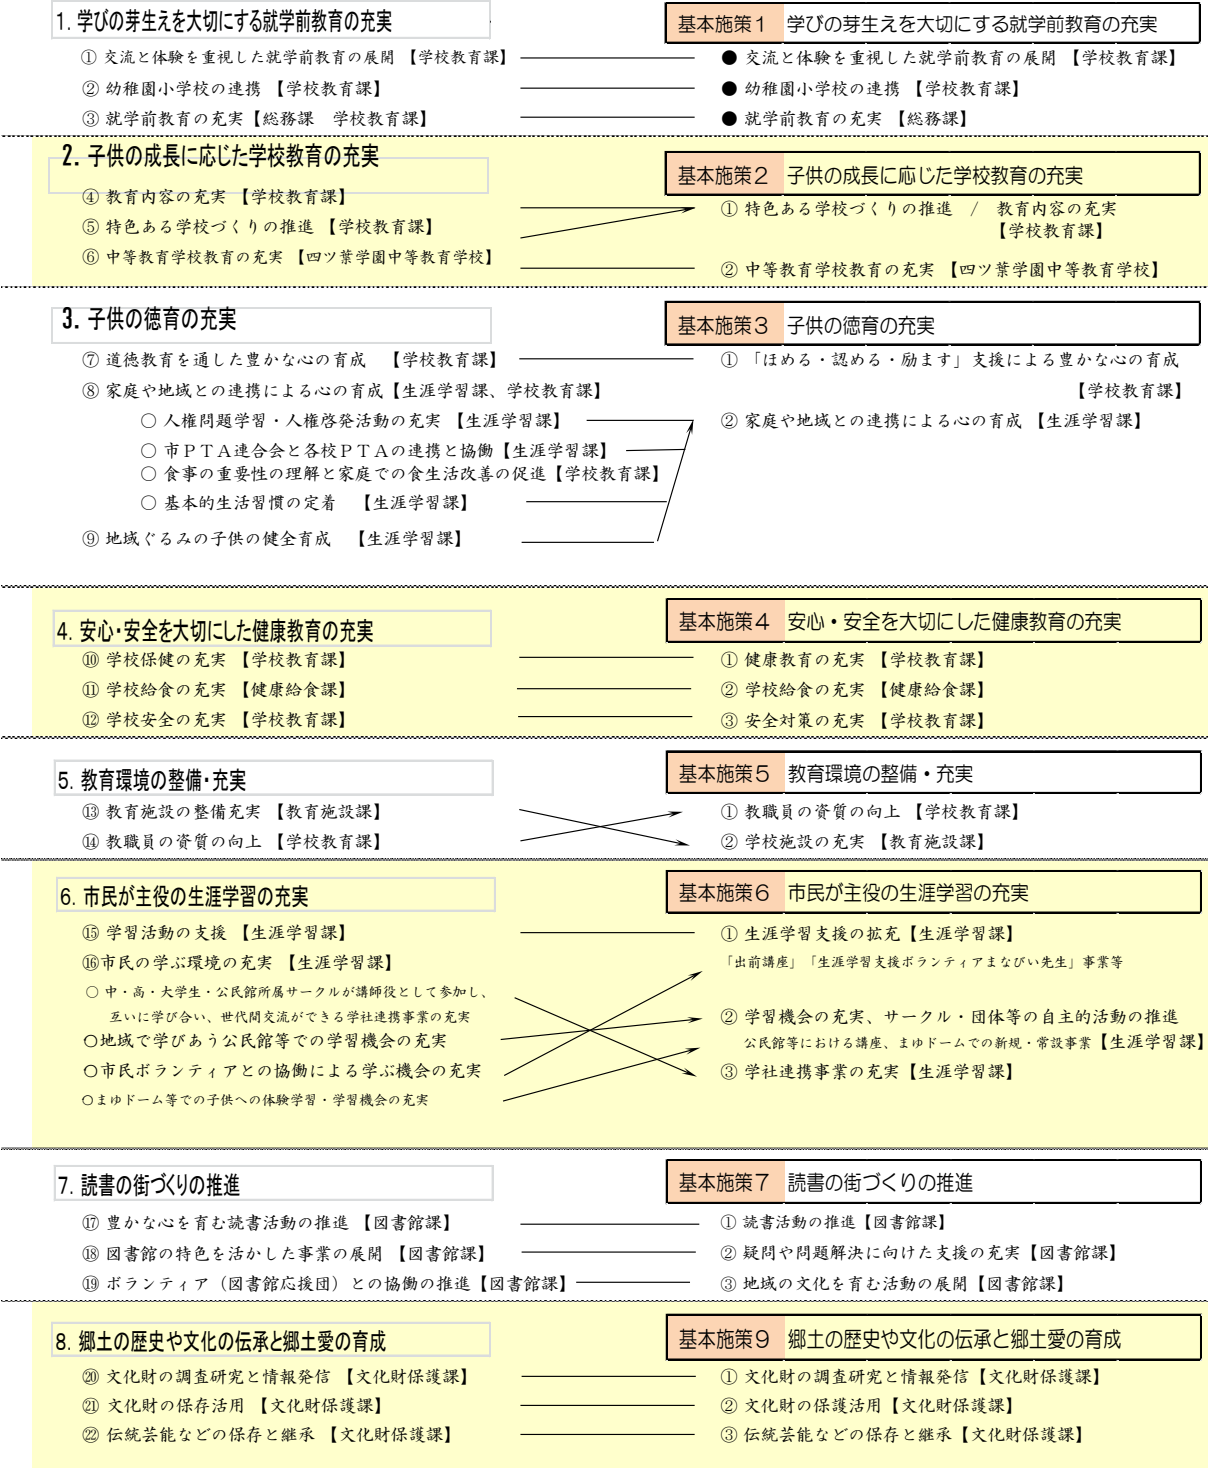 1. 学びの芽生えを大切にする就学前教育の充実
① 交流と体験を重視した就学前教育の展開 【学校教育課】
② 幼稚園小学校の連携 【学校教育課】
③ 就学前教育の充実【総務課　学校教育課】
基本施策１ 学びの芽生えを大切にする就学前教育の充実
● 交流と体験を重視した就学前教育の展開 【学校教育課】
● 幼稚園小学校の連携 【学校教育課】
● 就学前教育の充実 【総務課】
2. 子供の成長に応じた学校教育の充実
④ 教育内容の充実 【学校教育課】
⑤ 特色ある学校づくりの推進 【学校教育課】
⑥ 中等教育学校教育の充実 【四ツ葉学園中等教育学校】
基本施策２ 子供の成長に応じた学校教育の充実
① 特色ある学校づくりの推進　/　教育内容の充実
【学校教育課】
② 中等教育学校教育の充実 【四ツ葉学園中等教育学校】
3. 子供の徳育の充実
⑦ 道徳教育を通した豊かな心の育成　【学校教育課】
⑧ 家庭や地域との連携による心の育成【生涯学習課、学校教育課】
○ 人権問題学習・人権啓発活動の充実 【生涯学習課】
○ 市ＰＴＡ連合会と各校ＰＴＡの連携と協働【生涯学習課】
○ 食事の重要性の理解と家庭での食生活改善の促進【学校教育課】
○ 基本的生活習慣の定着　【生涯学習課】
⑨ 地域ぐるみの子供の健全育成　【生涯学習課】
基本施策３ 子供の徳育の充実
① 「ほめる・認める・励ます」支援による豊かな心の育成
【学校教育課】
② 家庭や地域との連携による心の育成 【生涯学習課】
4. 安心・安全を大切にした健康教育の充実
⑩ 学校保健の充実 【学校教育課】
⑪ 学校給食の充実 【健康給食課】
⑫ 学校安全の充実 【学校教育課】
基本施策４ 安心・安全を大切にした健康教育の充実
① 健康教育の充実 【学校教育課】
② 学校給食の充実 【健康給食課】
③ 安全対策の充実 【学校教育課】
5. 教育環境の整備・充実
⑬ 教育施設の整備充実 【教育施設課】
⑭ 教職員の資質の向上 【学校教育課】
基本施策５ 教育環境の整備・充実
① 教職員の資質の向上 【学校教育課】
② 学校施設の充実 【教育施設課】
6. 市民が主役の生涯学習の充実
⑮ 学習活動の支援 【生涯学習課】
⑯市民の学ぶ環境の充実 【生涯学習課】
○ 中・高・大学生・公民館所属サークルが講師役として参加し、
互いに学び合い、世代間交流ができる学社連携事業の充実
○地域で学びあう公民館等での学習機会の充実
○市民ボランティアとの協働による学ぶ機会の充実
○まゆドーム等での子供への体験学習・学習機会の充実
基本施策６ 市民が主役の生涯学習の充実
① 生涯学習支援の拡充【生涯学習課】
「出前講座」「生涯学習支援ボランティアまなびい先生」事業等
② 学習機会の充実、サークル・団体等の自主的活動の推進
公民館等における講座、まゆドームでの新規・常設事業【生涯学習課】
③ 学社連携事業の充実【生涯学習課】
7. 読書の街づくりの推進
⑰ 豊かな心を育む読書活動の推進 【図書館課】
⑱ 図書館の特色を活かした事業の展開 【図書館課】
⑲ ボランティア（図書館応援団）との協働の推進【図書館課】
基本施策７ 読書の街づくりの推進
① 読書活動の推進【図書館課】
② 疑問や問題解決に向けた支援の充実【図書館課】
③ 地域の文化を育む活動の展開【図書館課】
8. 郷土の歴史や文化の伝承と郷土愛の育成
⑳ 文化財の調査研究と情報発信 【文化財保護課】
㉑ 文化財の保存活用 【文化財保護課】
㉒ 伝統芸能などの保存と継承 【文化財保護課】
基本施策９ 郷土の歴史や文化の伝承と郷土愛の育成
① 文化財の調査研究と情報発信【文化財保護課】
② 文化財の保護活用【文化財保護課】
③ 伝統芸能などの保存と継承【文化財保護課】